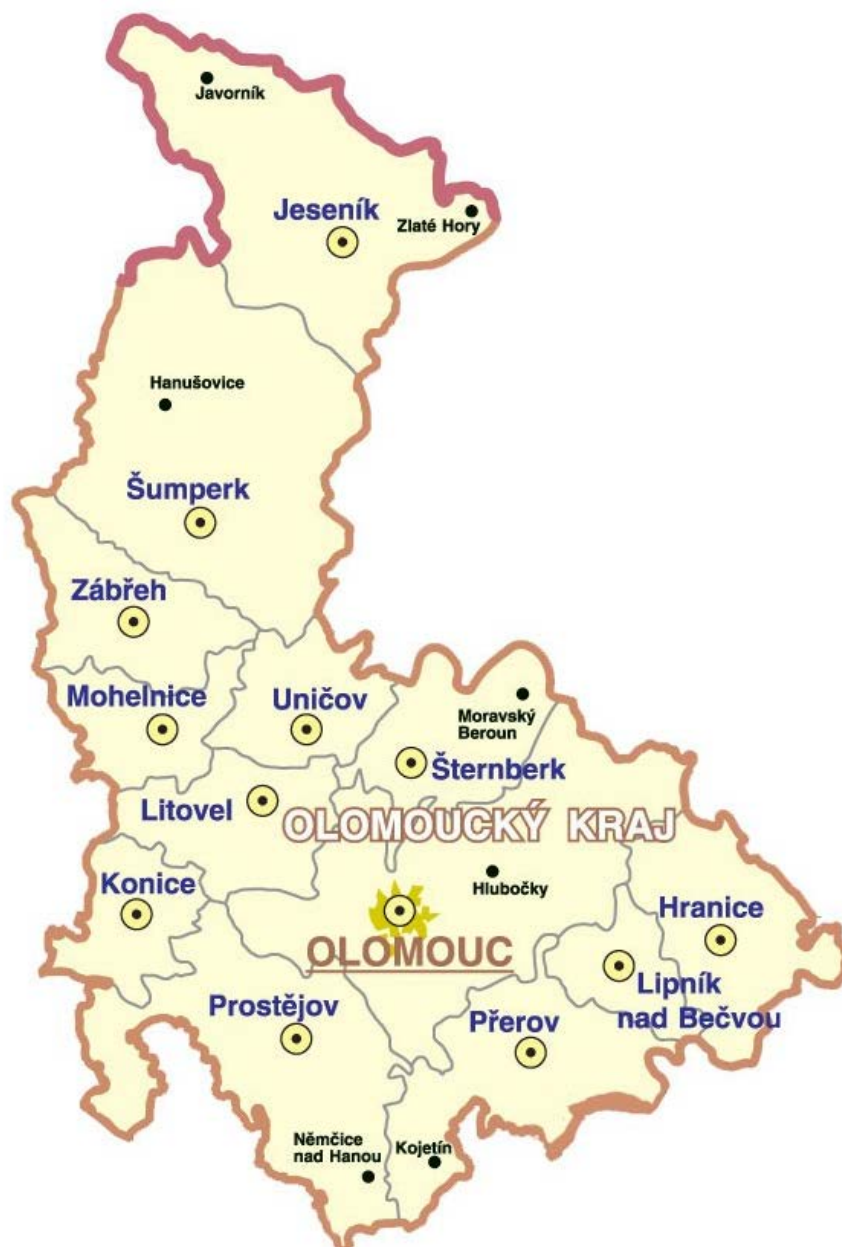 Javorník
Jeseník
Zlaté Hory
Hanušovice
Šumperk
Zábřeh
Mohelnice
Uničov
Moravský
Beroun
Šternberk
Litovel
OLOMOUCKÝ KRAJ
Konice
Hlubočky
Hranice
OLOMOUC
Lipník
nad Bečvou
Prostějov
Přerov
Němčice
nad Hanou
Kojetín